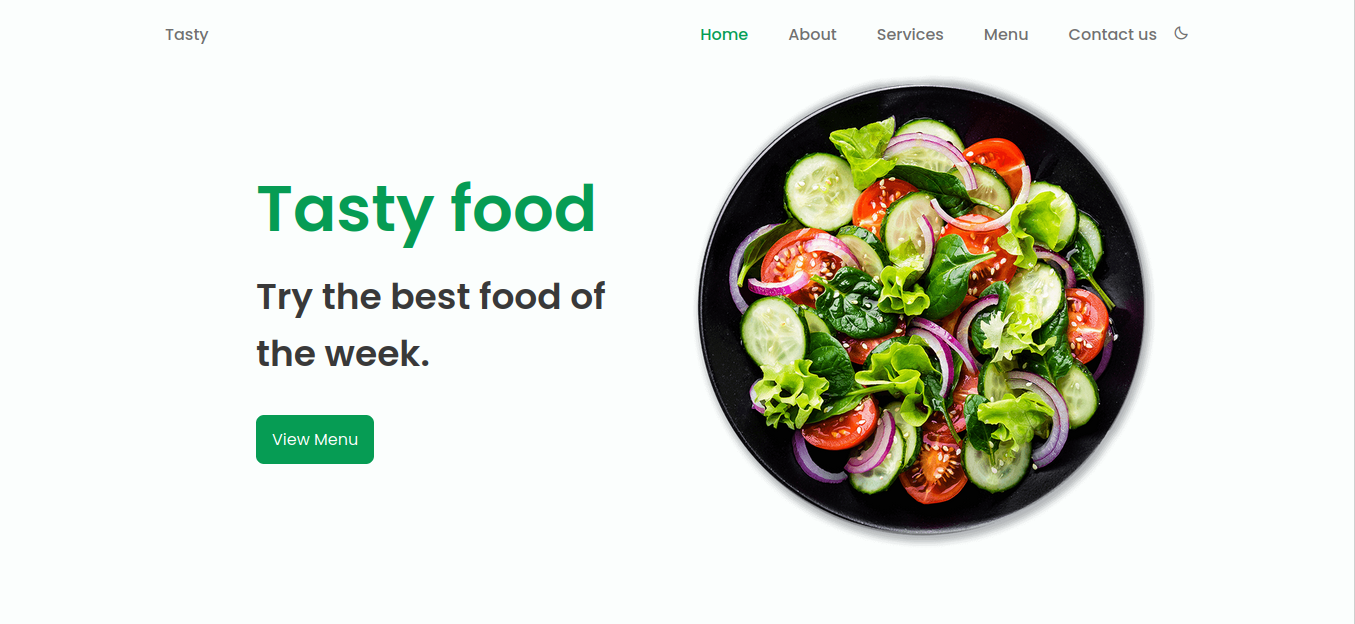 Tasty
Home About Services Menu Contact us
Tasty food
Try the best food of
the week.
View Menu